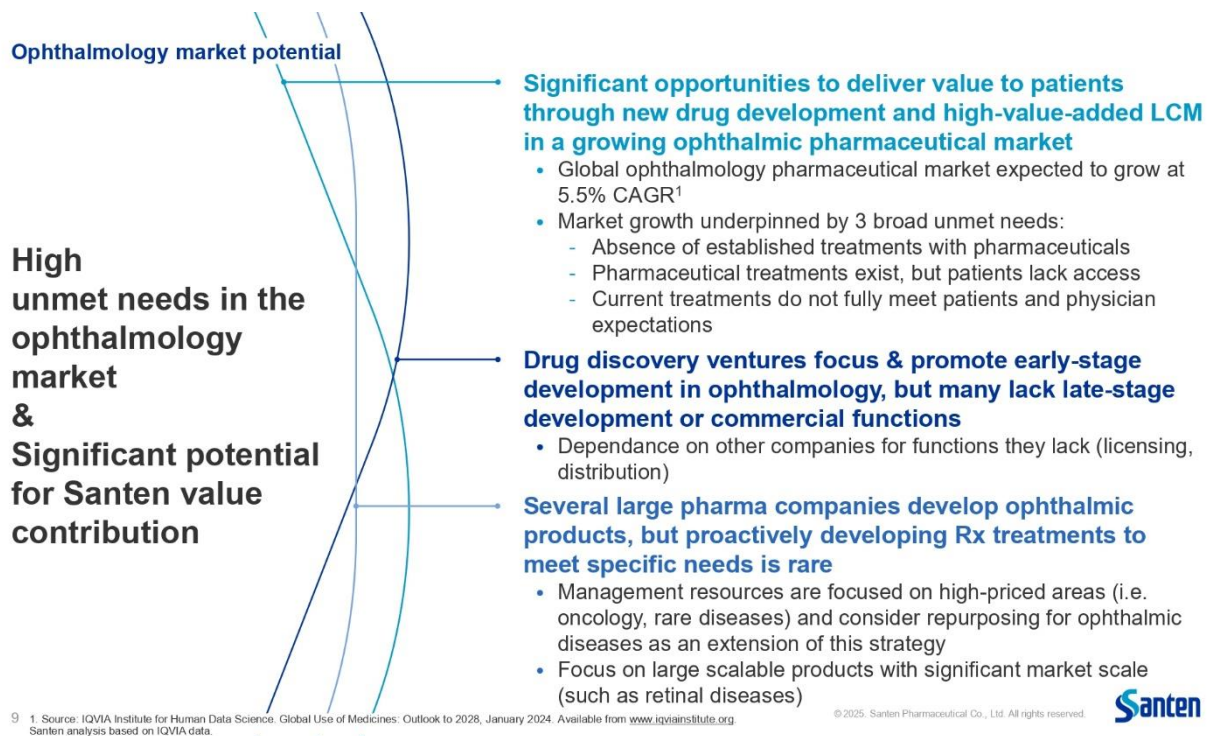 Ophthalmology market potential
High
unmet needs in the
ophthalmology
market
&
Significant potential
for Santen value
contribution
Significant opportunities to deliver value to patients
through new drug development and high-value-added LCM
in a growing ophthalmic pharmaceutical market
• Global ophthalmology pharmaceutical market expected to grow at
5.5% CAGR¹
• Market growth underpinned by 3 broad unmet needs:
- Absence of established treatments with pharmaceuticals
- Pharmaceutical treatments exist, but patients lack access
- Current treatments do not fully meet patients and physician
expectations
Drug discovery ventures focus & promote early-stage
development in ophthalmology, but many lack late-stage
development or commercial functions
• Dependance on other companies for functions they lack (licensing,
distribution)
Several large pharma companies develop ophthalmic
products, but proactively developing Rx treatments to
meet specific needs is rare
• Management resources are focused on high-priced areas (i.e.
oncology, rare diseases) and consider repurposing for ophthalmic
diseases as an extension of this strategy
• Focus on large scalable products with significant market scale
(such as retinal diseases)
9
1. Source: IQVIA Institute for Human Data Science. Global Use of Medicines: Outlook to 2028, January 2024. Available from www.iqviainstitute.org.
Santen analysis based on IQVIA data.
©2025. Santen Pharmaceutical Co., Ltd. All rights reserved.
Santen